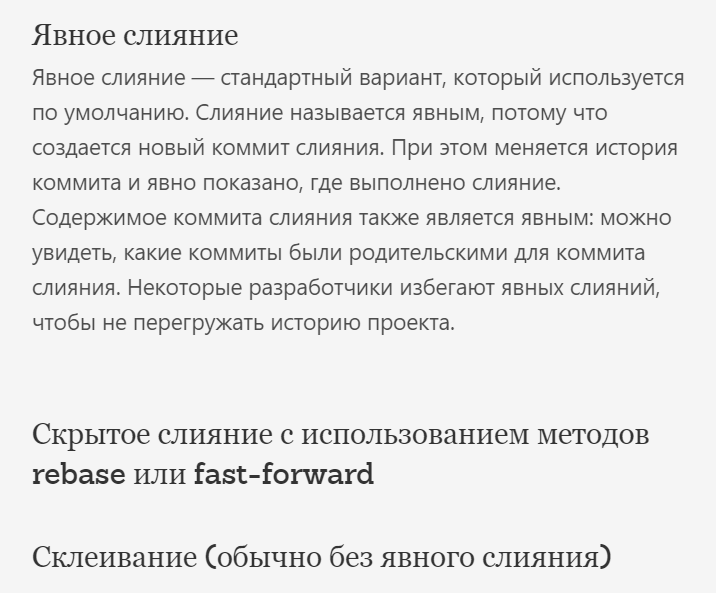 Явное слияние
Явное слияние — стандартный вариант, который используется
по умолчанию. Слияние называется явным, потому что
создается новый коммит слияния. При этом меняется история
коммита и явно показано, где выполнено слияние.
Содержимое коммита слияния также является явным: можно
увидеть, какие коммиты были родительскими для коммита
слияния. Некоторые разработчики избегают явных слияний,
чтобы не перегружать историю проекта.
Скрытое слияние с использованием методов
rebase или fast-forward
Склеивание (обычно без явного слияния)